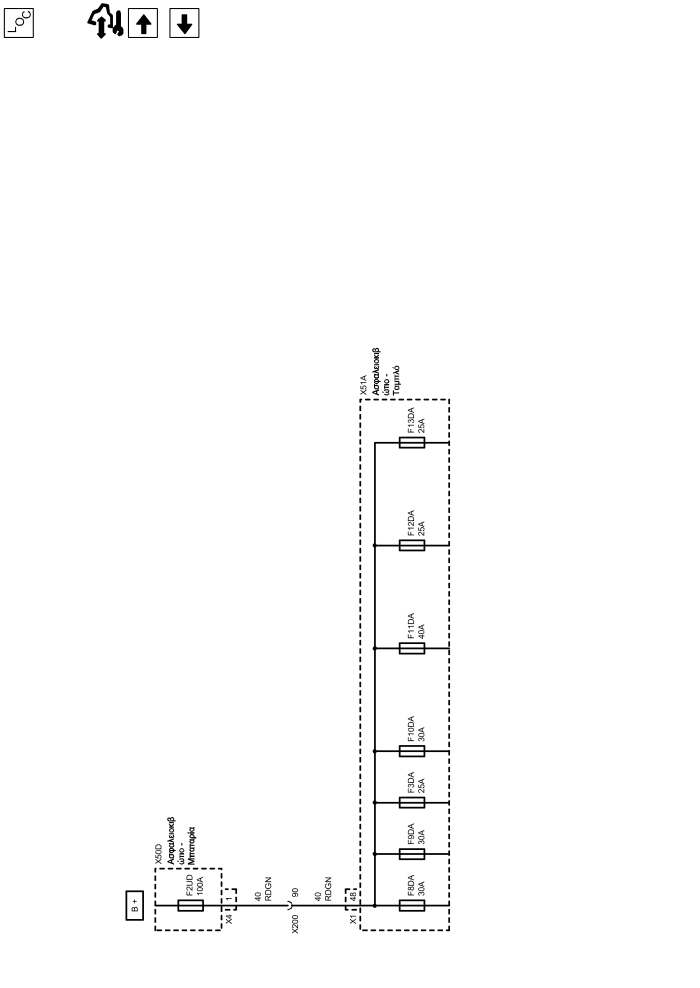 LOC
B +
X50D
Ασφαλειοκιβ
ώτιο -
Μπαταρία
F2UD
100A
X4
1
40
RDGN
X200
90
40
RDGN
X1
48
X51A
Ασφαλειοκιβ
ώτιο -
Ταμπλό
F8DA
30A
F9DA
30A
F3DA
25A
F10DA
30A
F11DA
40A
F12DA
25A
F13DA
25A